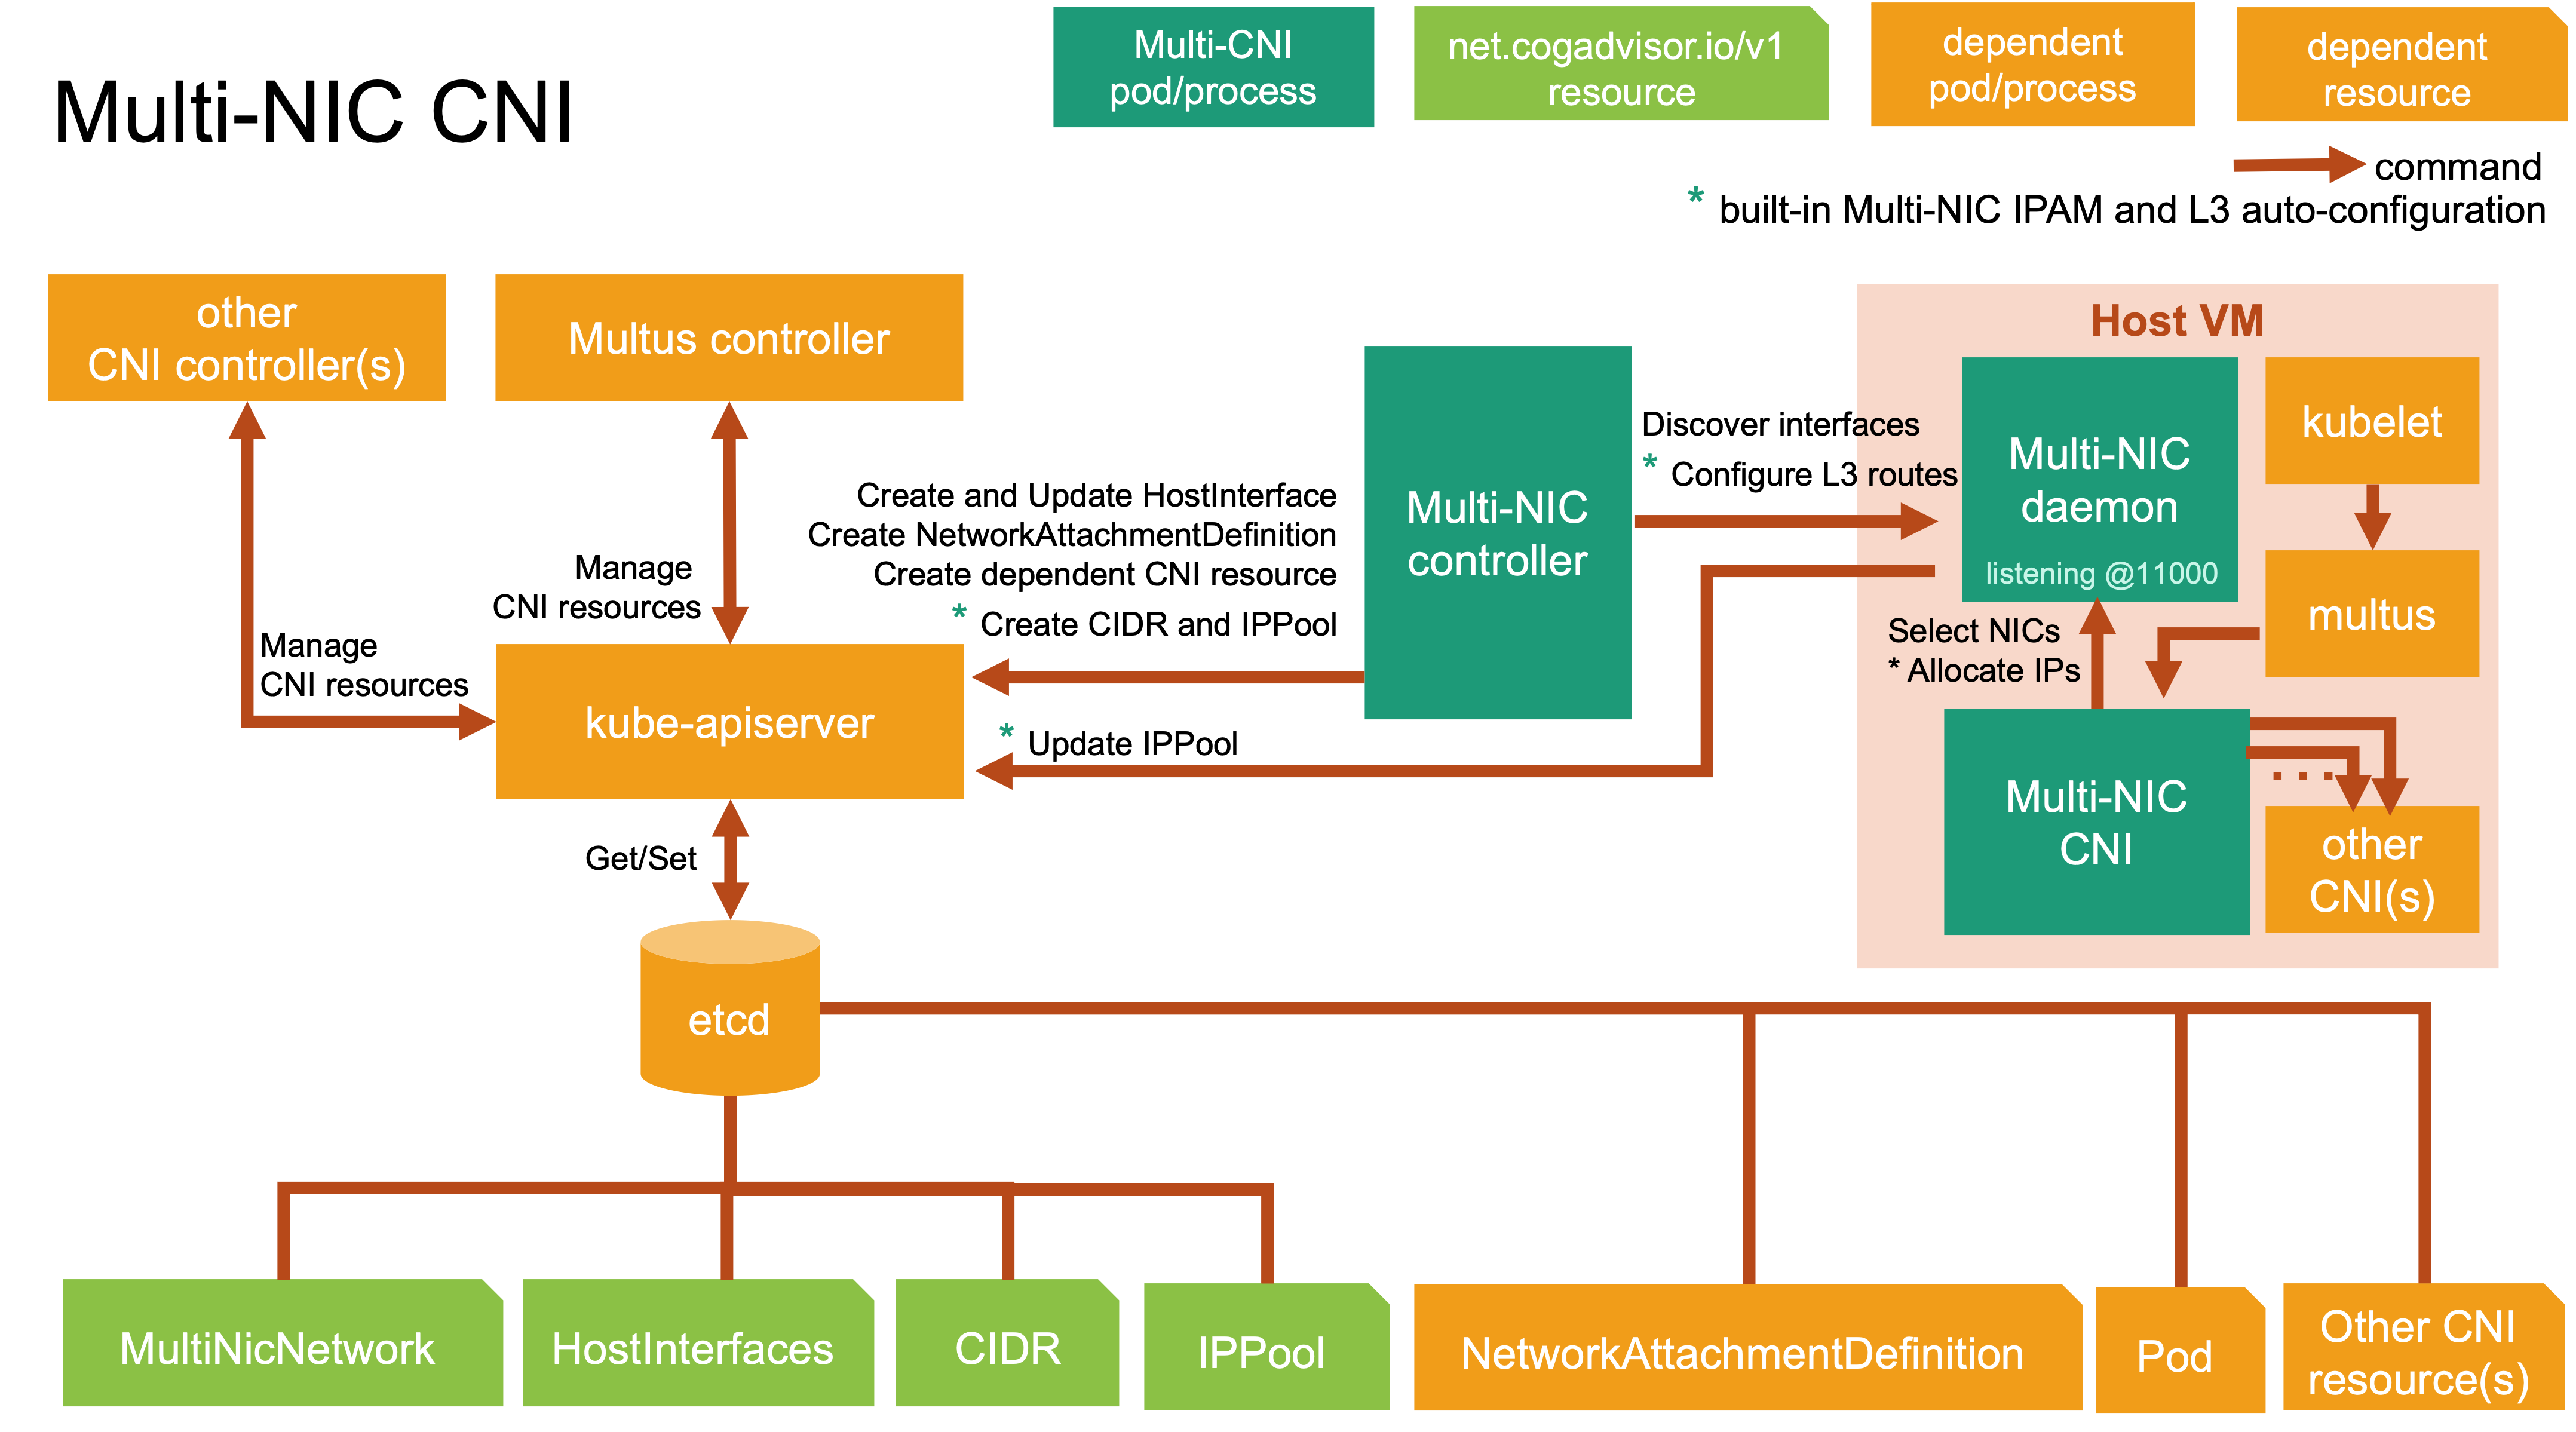 Multi-NIC CNI
Multi-CNI
pod/process
net.cogadvisor.io/v1
resource
dependent
pod/process
dependent
resource
command
* built-in Multi-NIC IPAM and L3 auto-configuration
other
CNI controller(s)
Multus controller
Manage
CNI resources
Manage
CNI resources
Create and Update HostInterface
Create NetworkAttachmentDefinition
Create dependent CNI resource
* Create CIDR and IPPool
Multi-NIC
controller
Discover interfaces
* Configure L3 routes
Host VM
Multi-NIC
daemon
listening @11000
kubelet
multus
Select NICs
* Allocate IPs
Multi-NIC
CNI
...
other
CNI(s)
kube-apiserver
* Update IPPool
Get/Set
etcd
MultiNicNetwork
HostInterfaces
CIDR
IPPool
NetworkAttachmentDefinition
Pod
Other CNI
resource(s)